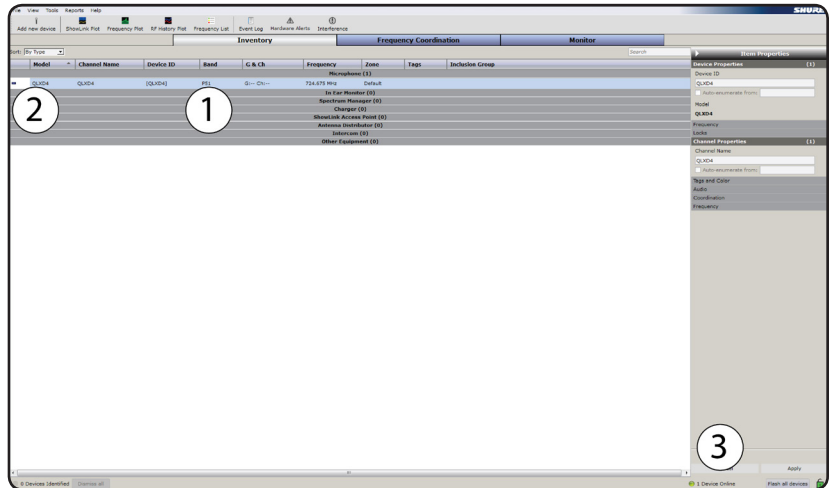 File View Tools Reports Help
SHURE
Add new device ShowLink Plot Frequency Plot RF History Plot Frequency List Event Log Hardware Alerts Interference
Inventory Frequency Coordination Monitor
Sort: By Type Search
Model Channel Name Device ID Band G & Ch Frequency Zone Tags Inclusion Group
Microphone (1)
QLXD4 QLXD4 [QLXD4] P51 G:-- Ch:-- 724.675 MHz Default
In Ear Monitor (0)
Spectrum Manager (0)
Charger (0)
ShowLink Access Point (0)
Antenna Distributor (0)
Intercom (0)
Other Equipment (0)
2
1
Item Properties
Device Properties (1)
Device ID
QLXD4
Auto-enumerate from:
Model
QLXD4
Frequency
Locks
Channel Properties (1)
Channel Name
QLXD4
Auto-enumerate from:
Tags and Color
Audio
Coordination
Frequency
3
Apply
8 Devices Identified Dismiss all
1 Device Online Flash all devices